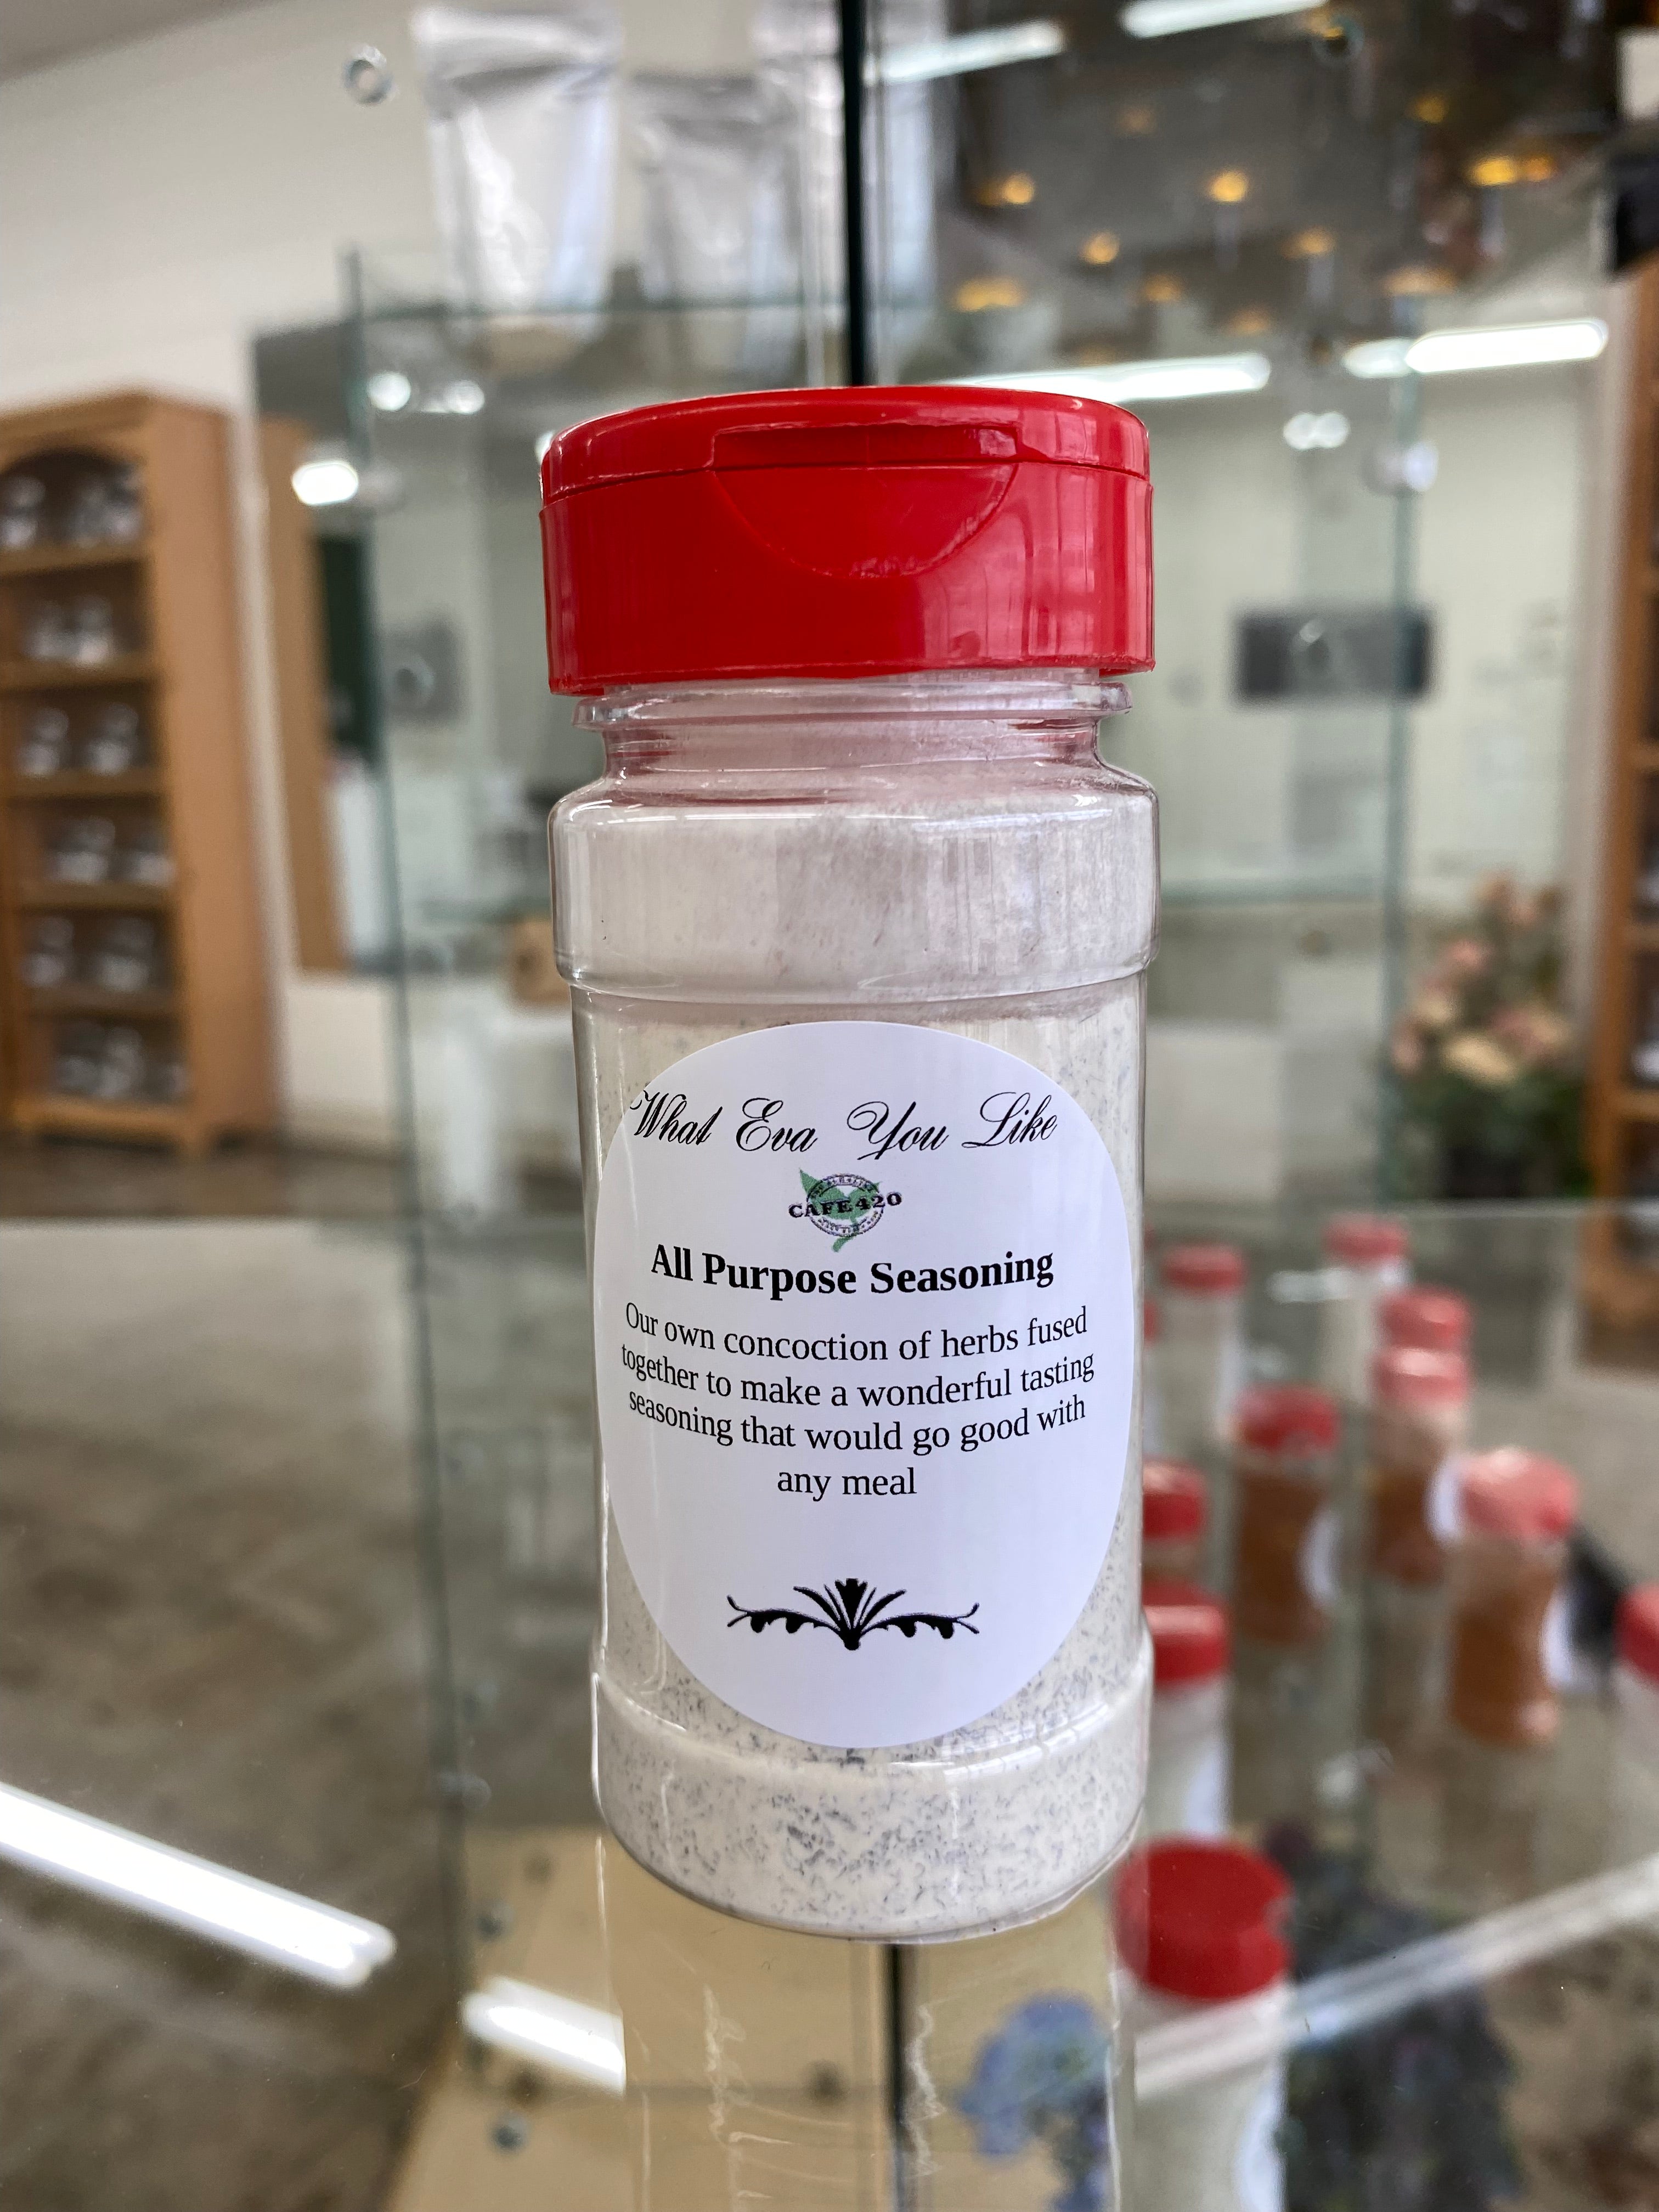 What Eva You Like
CAFE 420
All Purpose Seasoning
Our own concoction of herbs fused
together to make a wonderful tasting
seasoning that would go good with
any meal